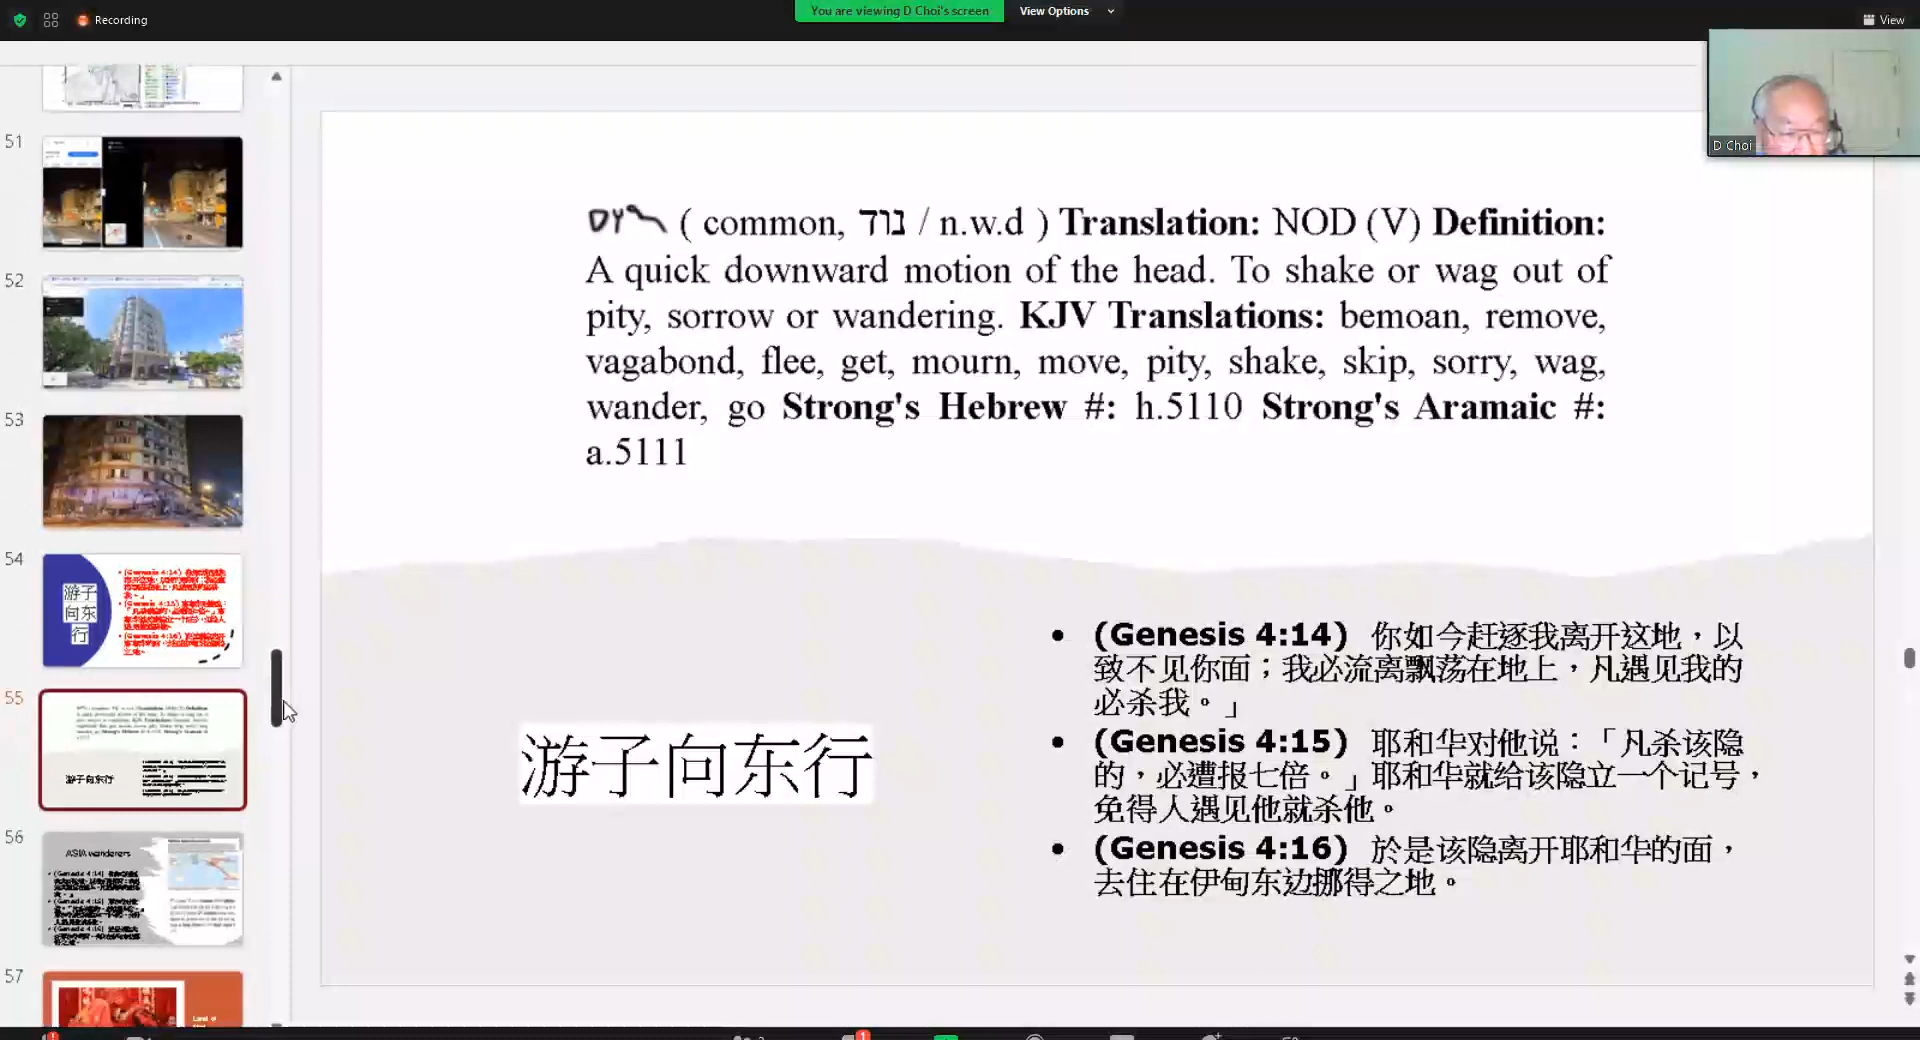 Recording
You are viewing D Choi's screen
View Options
View
D Choi
51
52
53
54
游子
向东
行
55
游子向东行
56
ASIA wanderers
57
( common, נוד / n.w.d ) Translation: NOD (V) Definition:
A quick downward motion of the head. To shake or wag out of
pity, sorrow or wandering. KJV Translations: bemoan, remove,
vagabond, flee, get, mourn, move, pity, shake, skip, sorry, wag,
wander, go Strong's Hebrew #: h.5110 Strong's Aramaic #:
a.5111
游子向东行
• (Genesis 4:14) 你如今赶逐我离开这地，以
致不见你面；我必流离飘荡在地上，凡遇见我的
必杀我。」
• (Genesis 4:15) 耶和华对他说：「凡杀该隐
的，必遭报七倍。」耶和华就给该隐立一个记号，
免得人遇见他就杀他。
• (Genesis 4:16) 於是该隐离开耶和华的面，
去住在伊甸东边挪得之地。